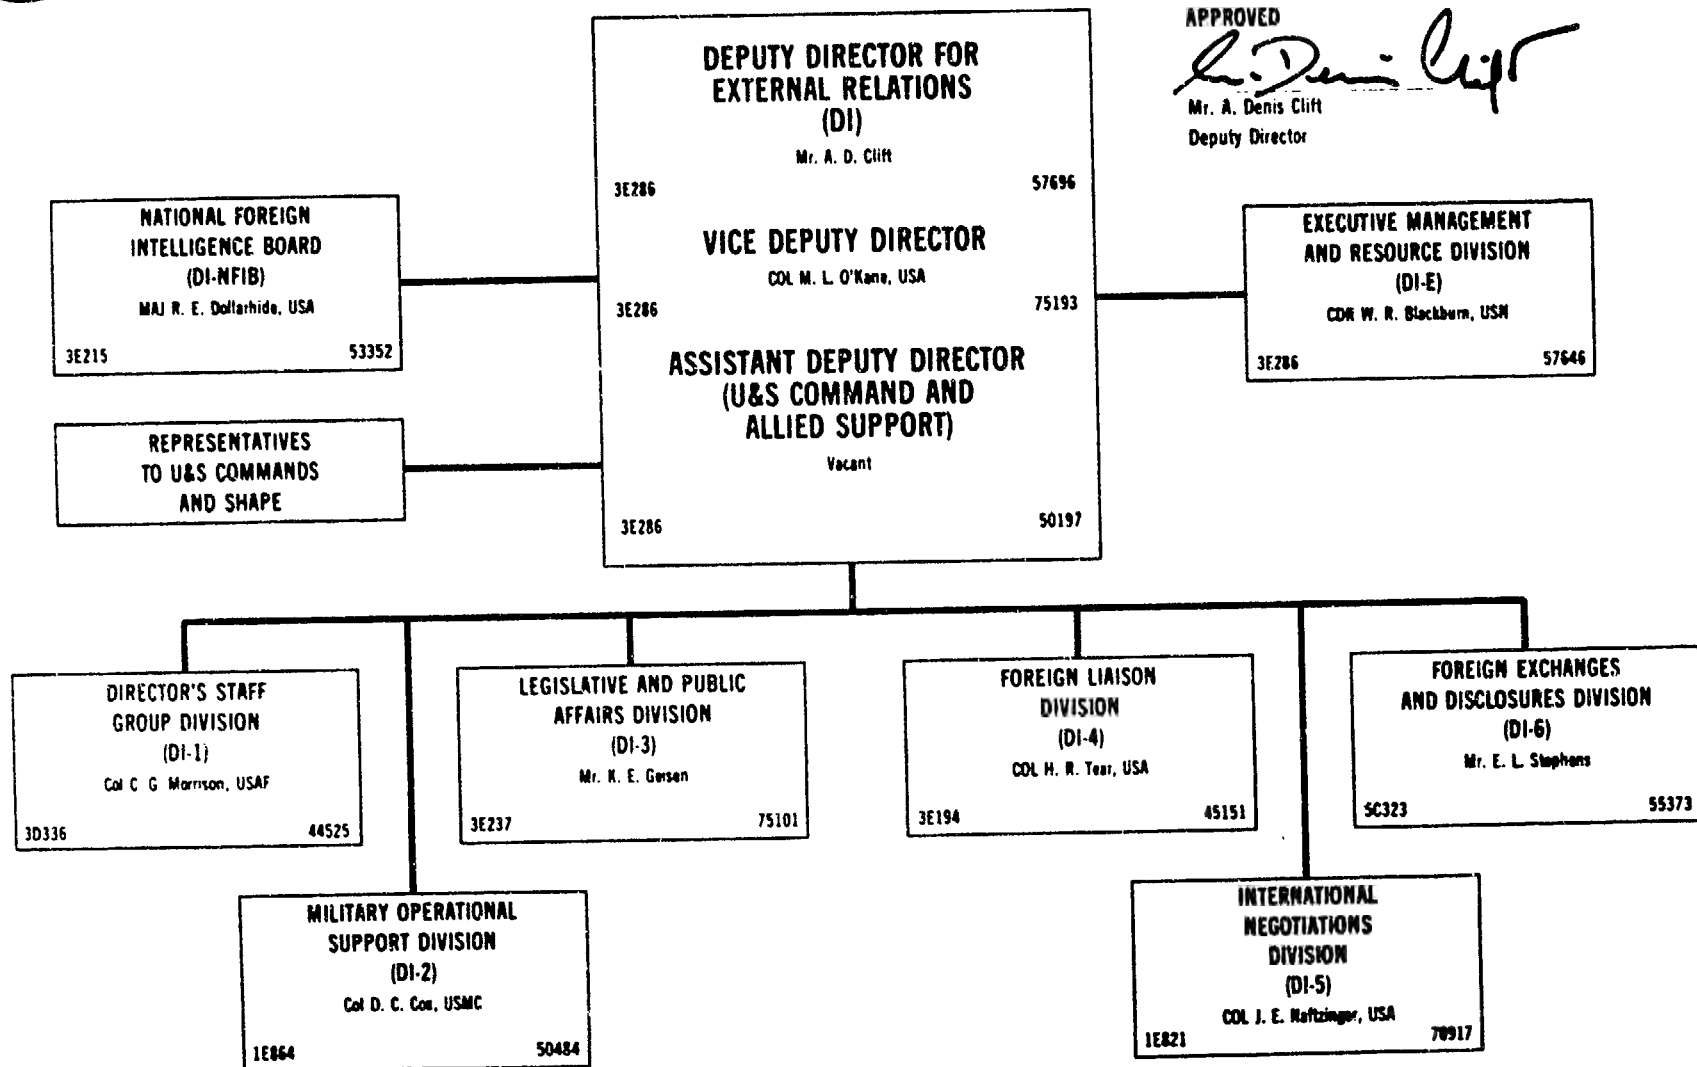 APPROVED
A. Denis Clift
Mr. A. Denis Clift
Deputy Director
DEPUTY DIRECTOR FOR
EXTERNAL RELATIONS
(DI)
Mr. A. D. Clift
3E286 57696
VICE DEPUTY DIRECTOR
COL M. L. O'Kane, USA
3E286 75193
ASSISTANT DEPUTY DIRECTOR
(U&S COMMAND AND
ALLIED SUPPORT)
Vacant
3E286 50197
NATIONAL FOREIGN
INTELLIGENCE BOARD
(DI-NFIB)
MAJ R. E. Dollarhide, USA
3E215 53352
REPRESENTATIVES
TO U&S COMMANDS
AND SHAPE
EXECUTIVE MANAGEMENT
AND RESOURCE DIVISION
(DI-E)
CDR W. R. Blackburn, USN
3E286 57646
DIRECTOR'S STAFF
GROUP DIVISION
(DI-1)
Col C G Morrison, USAF
3D336 44525
MILITARY OPERATIONAL
SUPPORT DIVISION
(DI-2)
Col D. C. Cox, USMC
1E864 50484
LEGISLATIVE AND PUBLIC
AFFAIRS DIVISION
(DI-3)
Mr. K. E. Geisen
3E237 75101
FOREIGN LIAISON
DIVISION
(DI-4)
COL H. R. Tear, USA
3E194 45151
INTERNATIONAL
NEGOTIATIONS
DIVISION
(DI-5)
COL J. E. Naftzinger, USA
1E821 78917
FOREIGN EXCHANGES
AND DISCLOSURES DIVISION
(DI-6)
Mr. E. L. Stephens
5C323 55373